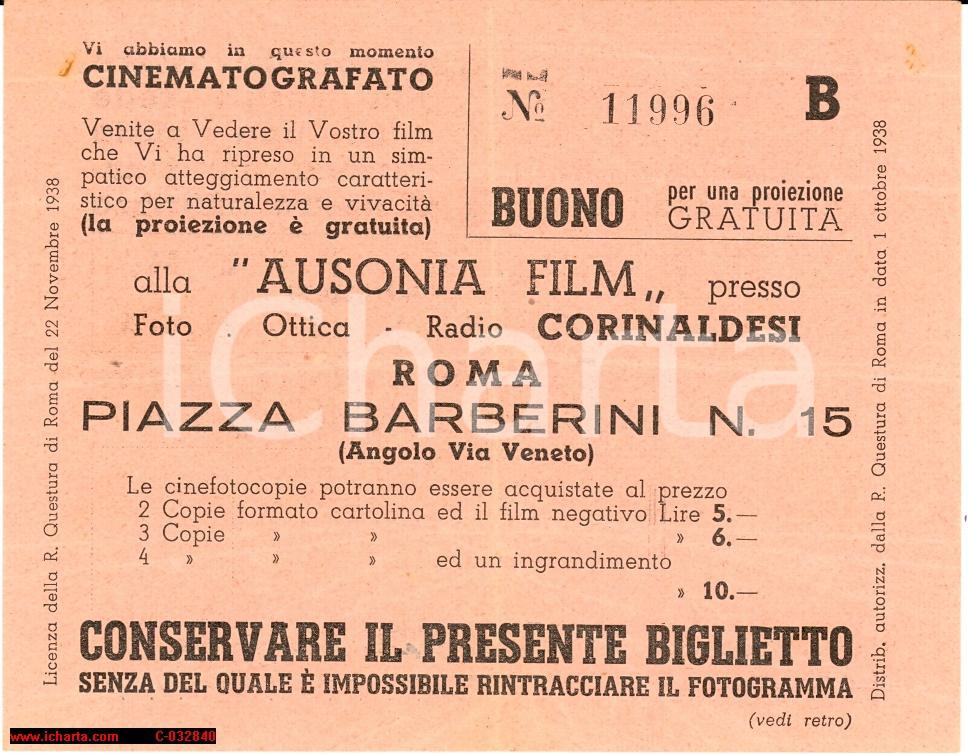 Vi abbiamo in questo momento
CINEMATOGRAFATO
Venite a Vedere il Vostro film
che Vi ha ripreso in un sim-
patico atteggiamento caratteri-
stico per naturalezza e vivacità
(la proiezione è gratuita)
No 11996 B
BUONO per una proiezione
GRATUITA
alla "AUSONIA FILM„ presso
Foto . Ottica - Radio CORINALDESI
ROMA
PIAZZA BARBERINI N. 15
(Angolo Via Veneto)
Le cinefotocopie potranno essere acquistate al prezzo
2 Copie formato cartolina ed il film negativo Lire 5.—
3 Copie » » » 6.—
4 » » » ed un ingrandimento
» 10.—
CONSERVARE IL PRESENTE BIGLIETTO
SENZA DEL QUALE È IMPOSSIBILE RINTRACCIARE IL FOTOGRAMMA
(vedi retro)
Licenza della R. Questura di Roma del 22 Novembre 1938
Distrib. autorizz. dalla R. Questura di Roma in data 1 ottobre 1938
ICharta
www.icharta.com C-032840